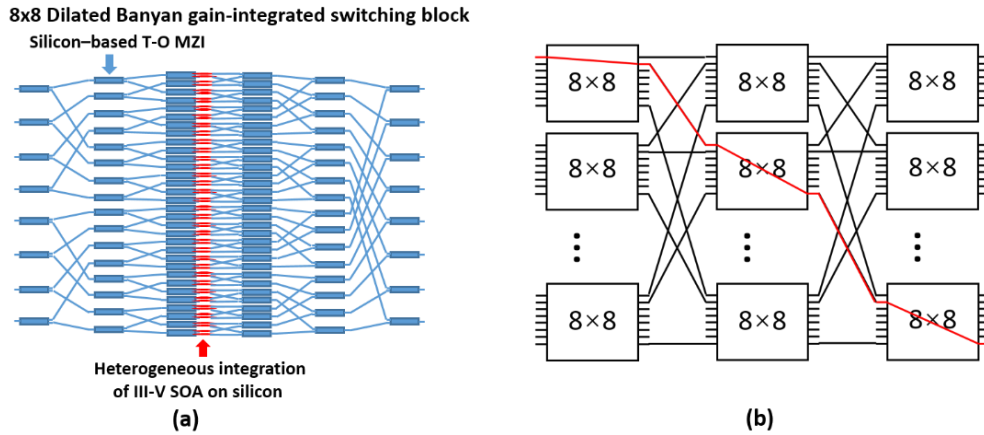 8x8 Dilated Banyan gain-integrated switching block
Silicon–based T-O MZI
Heterogeneous integration
of III-V SOA on silicon
(a)
8×8 8×8 8×8
8×8 8×8 8×8
8×8 8×8 8×8
(b)